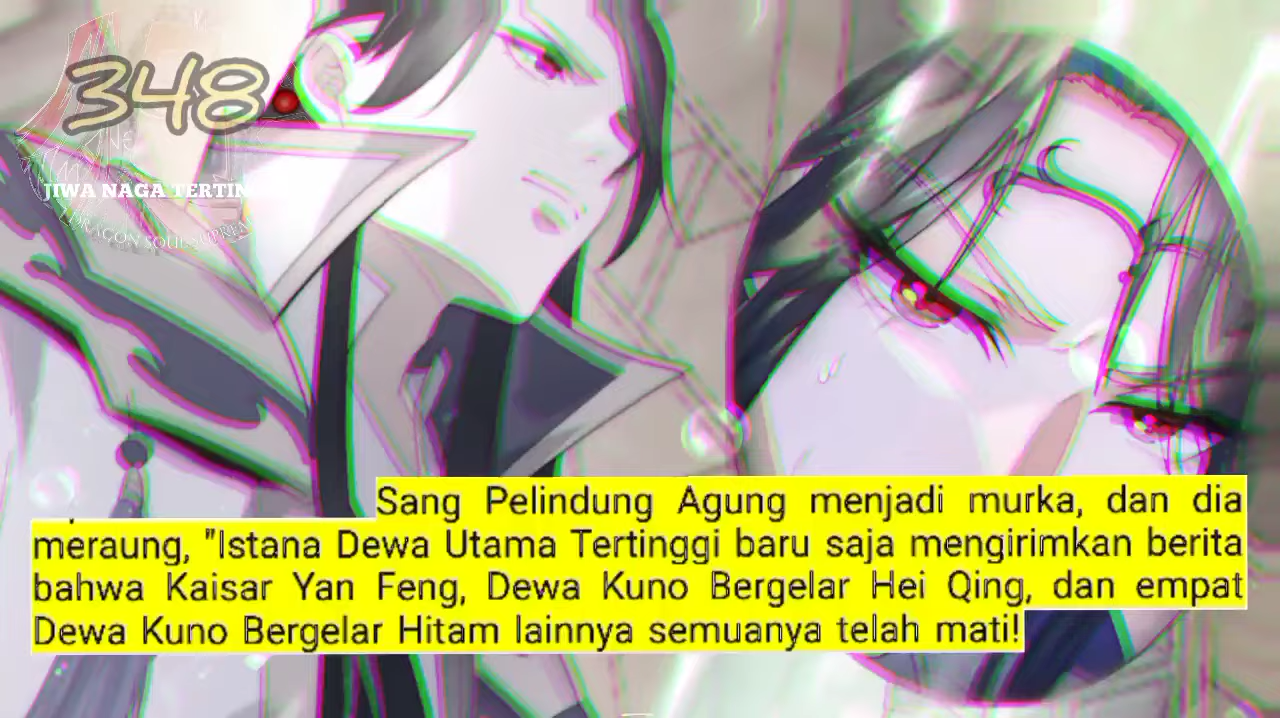 348
JIWA NAGA TERTIN
DRAGON SOUL
Sang Pelindung Agung menjadi murka, dan dia
meraung, "Istana Dewa Utama Tertinggi baru saja mengirimkan berita
bahwa Kaisar Yan Feng, Dewa Kuno Bergelar Hei Qing, dan empat
Dewa Kuno Bergelar Hitam lainnya semuanya telah mati!